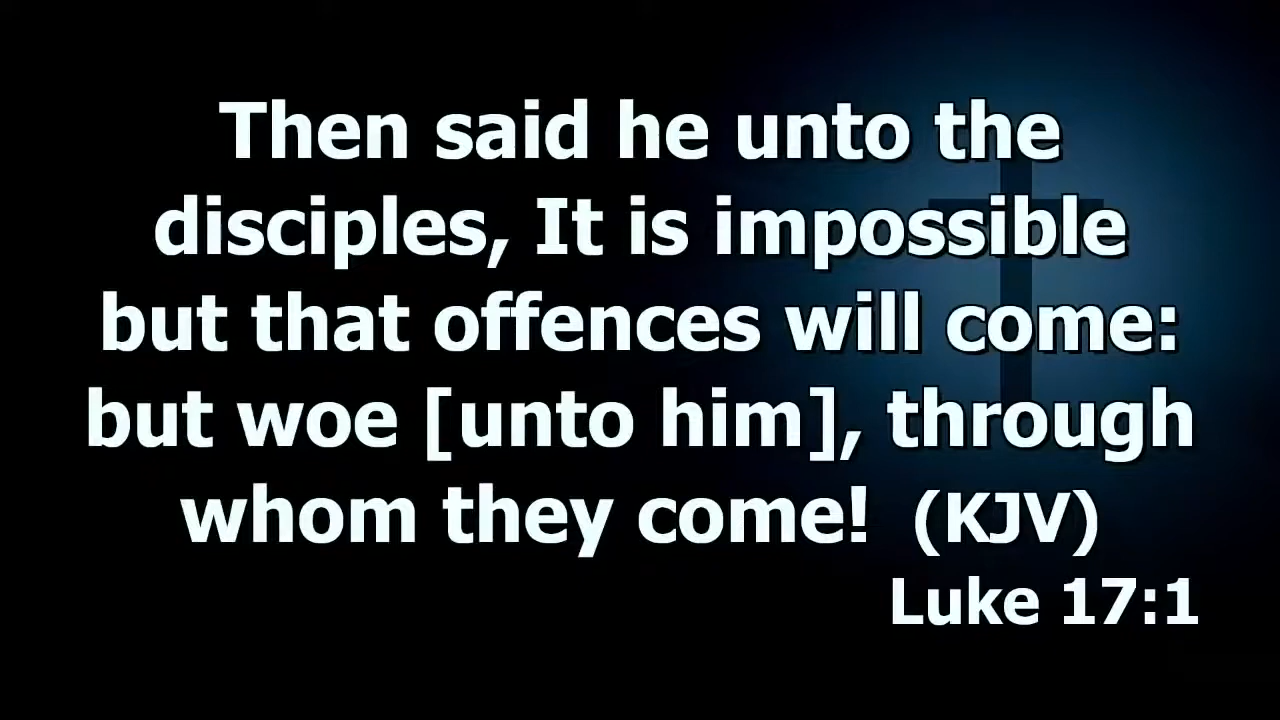 Then said he unto the
disciples, It is impossible
but that offences will come:
but woe [unto him], through
whom they come! (KJV)
Luke 17:1